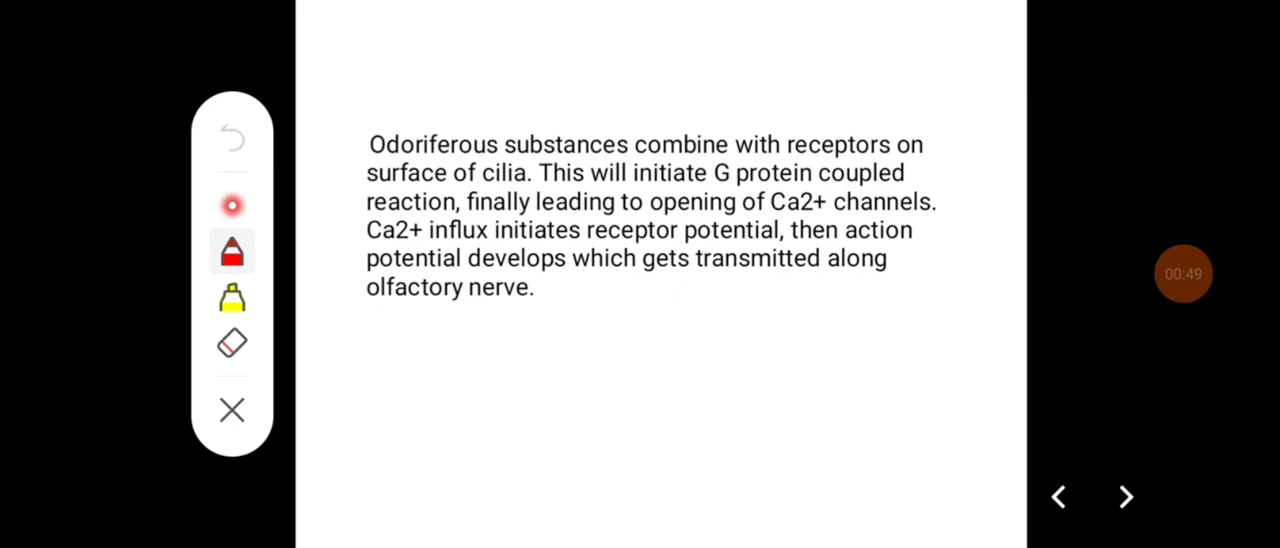 Odoriferous substances combine with receptors on
surface of cilia. This will initiate G protein coupled
reaction, finally leading to opening of Ca2+ channels.
Ca2+ influx initiates receptor potential, then action
potential develops which gets transmitted along
olfactory nerve.
00:49